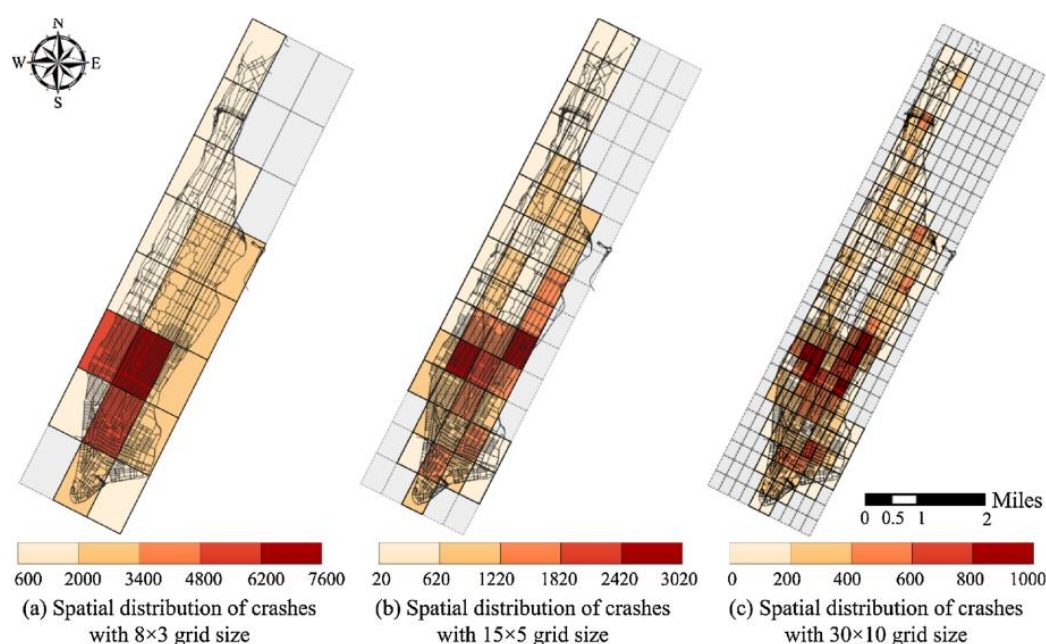 N
W E
S
Miles
0 0.5 1 2
600 2000 3400 4800 6200 7600
20 620 1220 1820 2420 3020
0 200 400 600 800 1000
(a) Spatial distribution of crashes
with 8×3 grid size
(b) Spatial distribution of crashes
with 15×5 grid size
(c) Spatial distribution of crashes
with 30×10 grid size